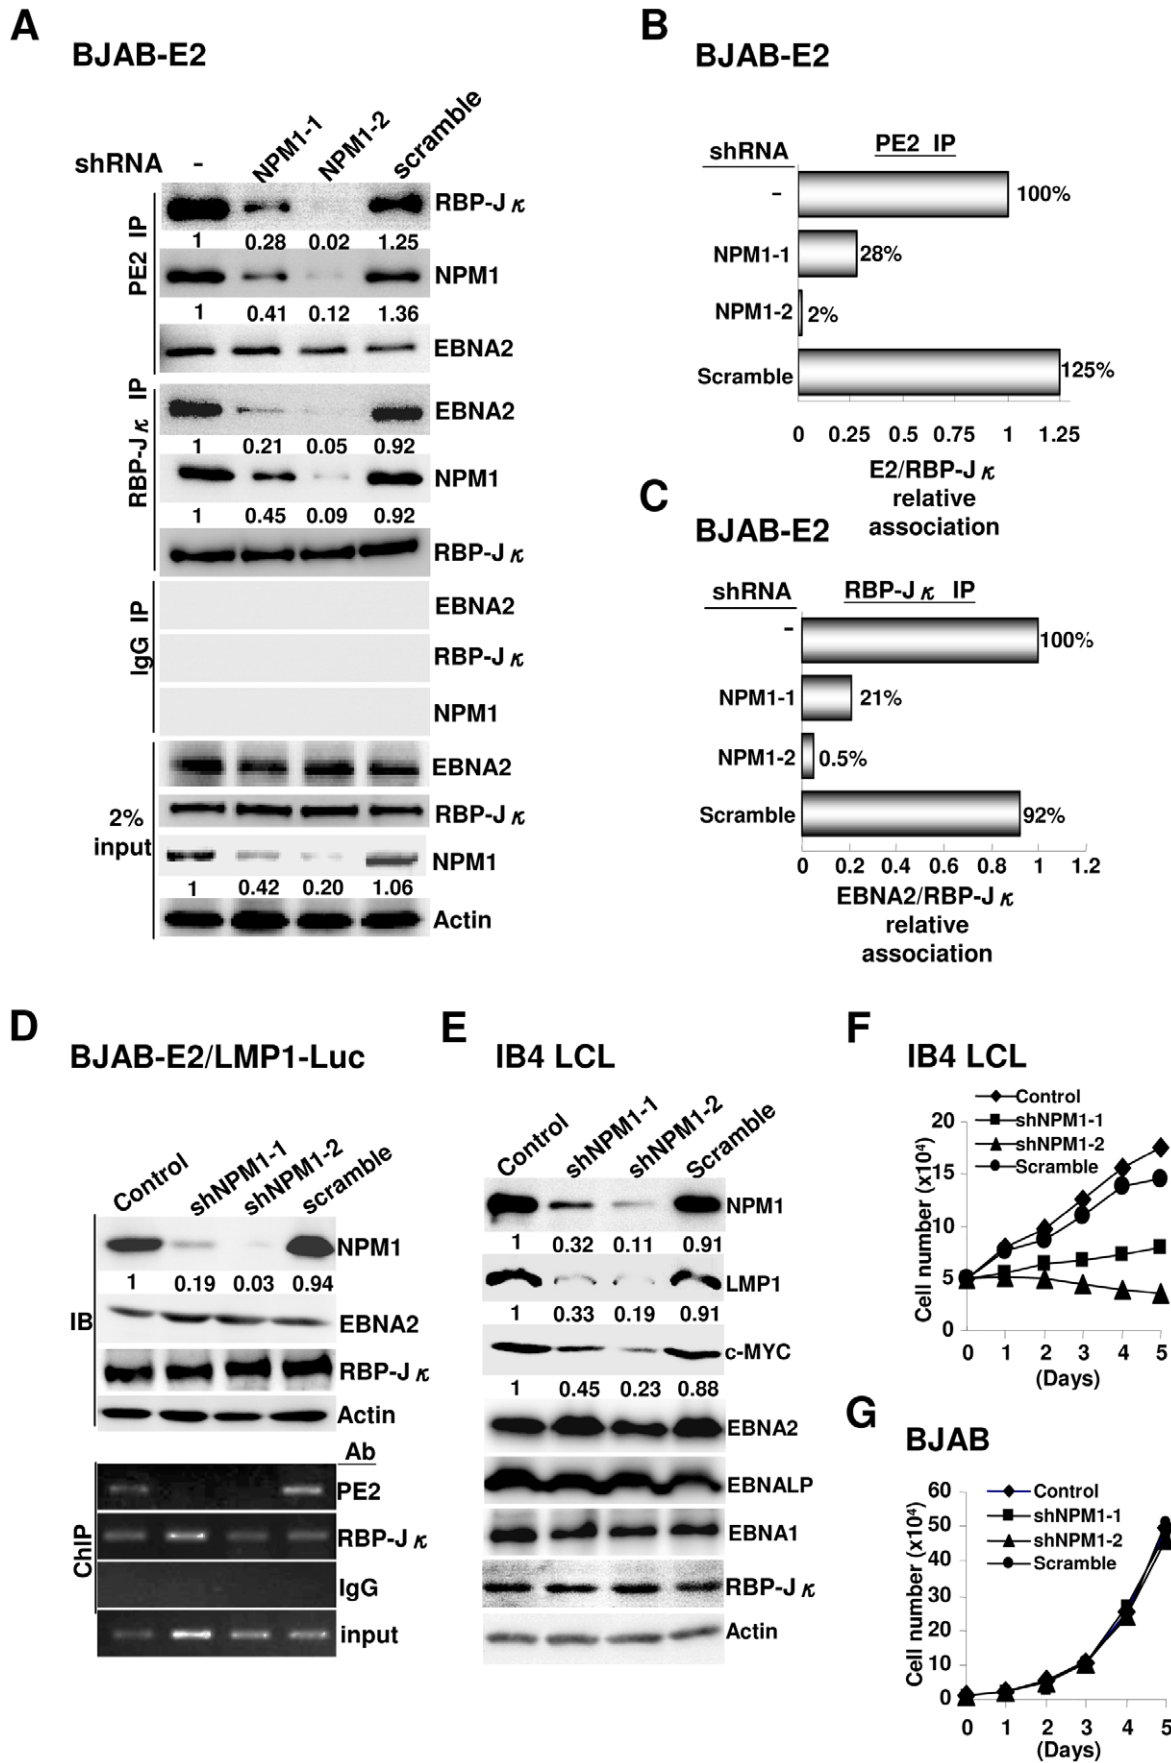 A
BJAB-E2
shRNA - NPM1-1 NPM1-2 scramble
PE2 IP
RBP-Jκ
1 0.28 0.02 1.25
NPM1
1 0.41 0.12 1.36
EBNA2
RBP-Jκ IP
EBNA2
1 0.21 0.05 0.92
NPM1
1 0.45 0.09 0.92
RBP-Jκ
IgG IP
EBNA2
RBP-Jκ
NPM1
2% input
EBNA2
RBP-Jκ
NPM1
1 0.42 0.20 1.06
Actin
B
BJAB-E2
shRNA PE2 IP
- 100%
NPM1-1 28%
NPM1-2 2%
Scramble 125%
0 0.25 0.5 0.75 1 1.25
E2/RBP-Jκ
relative
association
C
BJAB-E2
shRNA RBP-Jκ IP
- 100%
NPM1-1 21%
NPM1-2 0.5%
Scramble 92%
0 0.2 0.4 0.6 0.8 1 1.2
EBNA2/RBP-Jκ
relative
association
D
BJAB-E2/LMP1-Luc
Control shNPM1-1 shNPM1-2 scramble
IB
NPM1
1 0.19 0.03 0.94
EBNA2
RBP-Jκ
Actin
Ab
ChIP
PE2
RBP-Jκ
IgG
input
E
IB4 LCL
Control shNPM1-1 shNPM1-2 Scramble
NPM1
1 0.32 0.11 0.91
LMP1
1 0.33 0.19 0.91
c-MYC
1 0.45 0.23 0.88
EBNA2
EBNALP
EBNA1
RBP-Jκ
Actin
F
IB4 LCL
Control
shNPM1-1
shNPM1-2
Scramble
Cell number (x10⁴)
20
15
10
5
0
0 1 2 3 4 5
(Days)
G
BJAB
Control
shNPM1-1
shNPM1-2
Scramble
Cell number (x10⁴)
60
50
40
30
20
10
0
0 1 2 3 4 5
(Days)